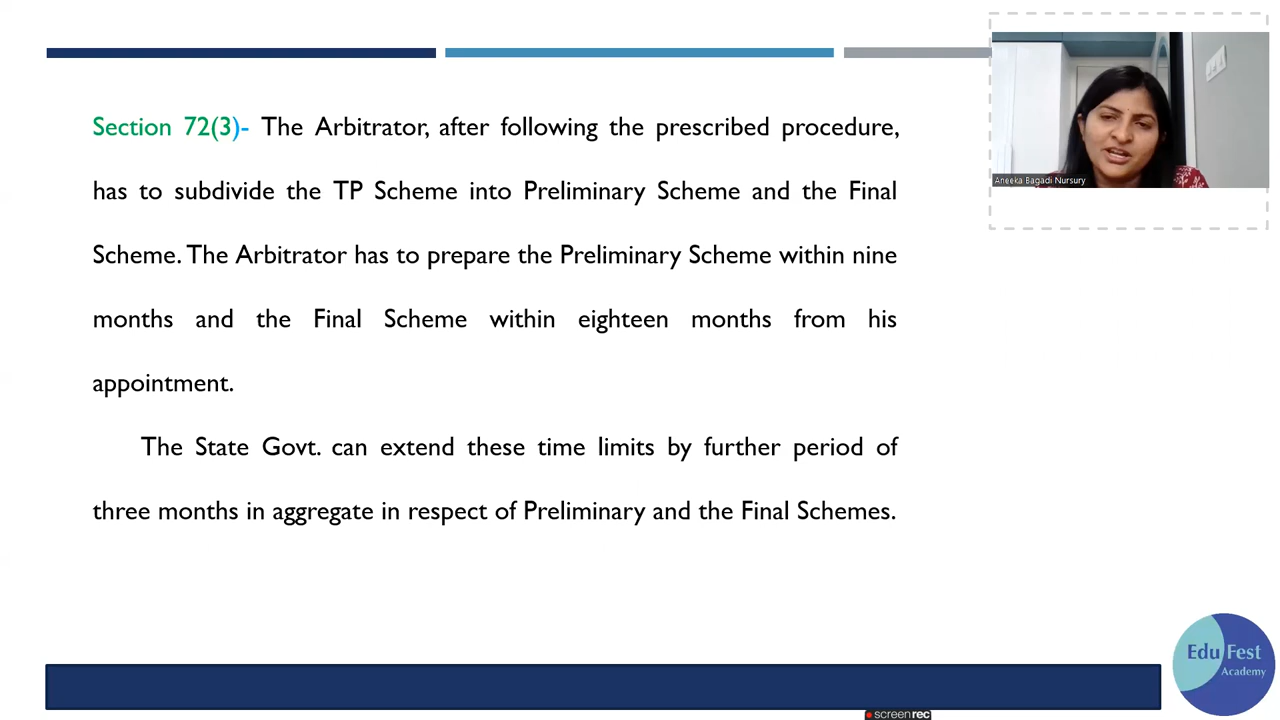 Section 72(3)- The Arbitrator, after following the prescribed procedure,
has to subdivide the TP Scheme into Preliminary Scheme and the Final
Scheme. The Arbitrator has to prepare the Preliminary Scheme within nine
months and the Final Scheme within eighteen months from his
appointment.
The State Govt. can extend these time limits by further period of
three months in aggregate in respect of Preliminary and the Final Schemes.
Aneeka Bagadi Nursury
Edu Fest
Academy
screenrec